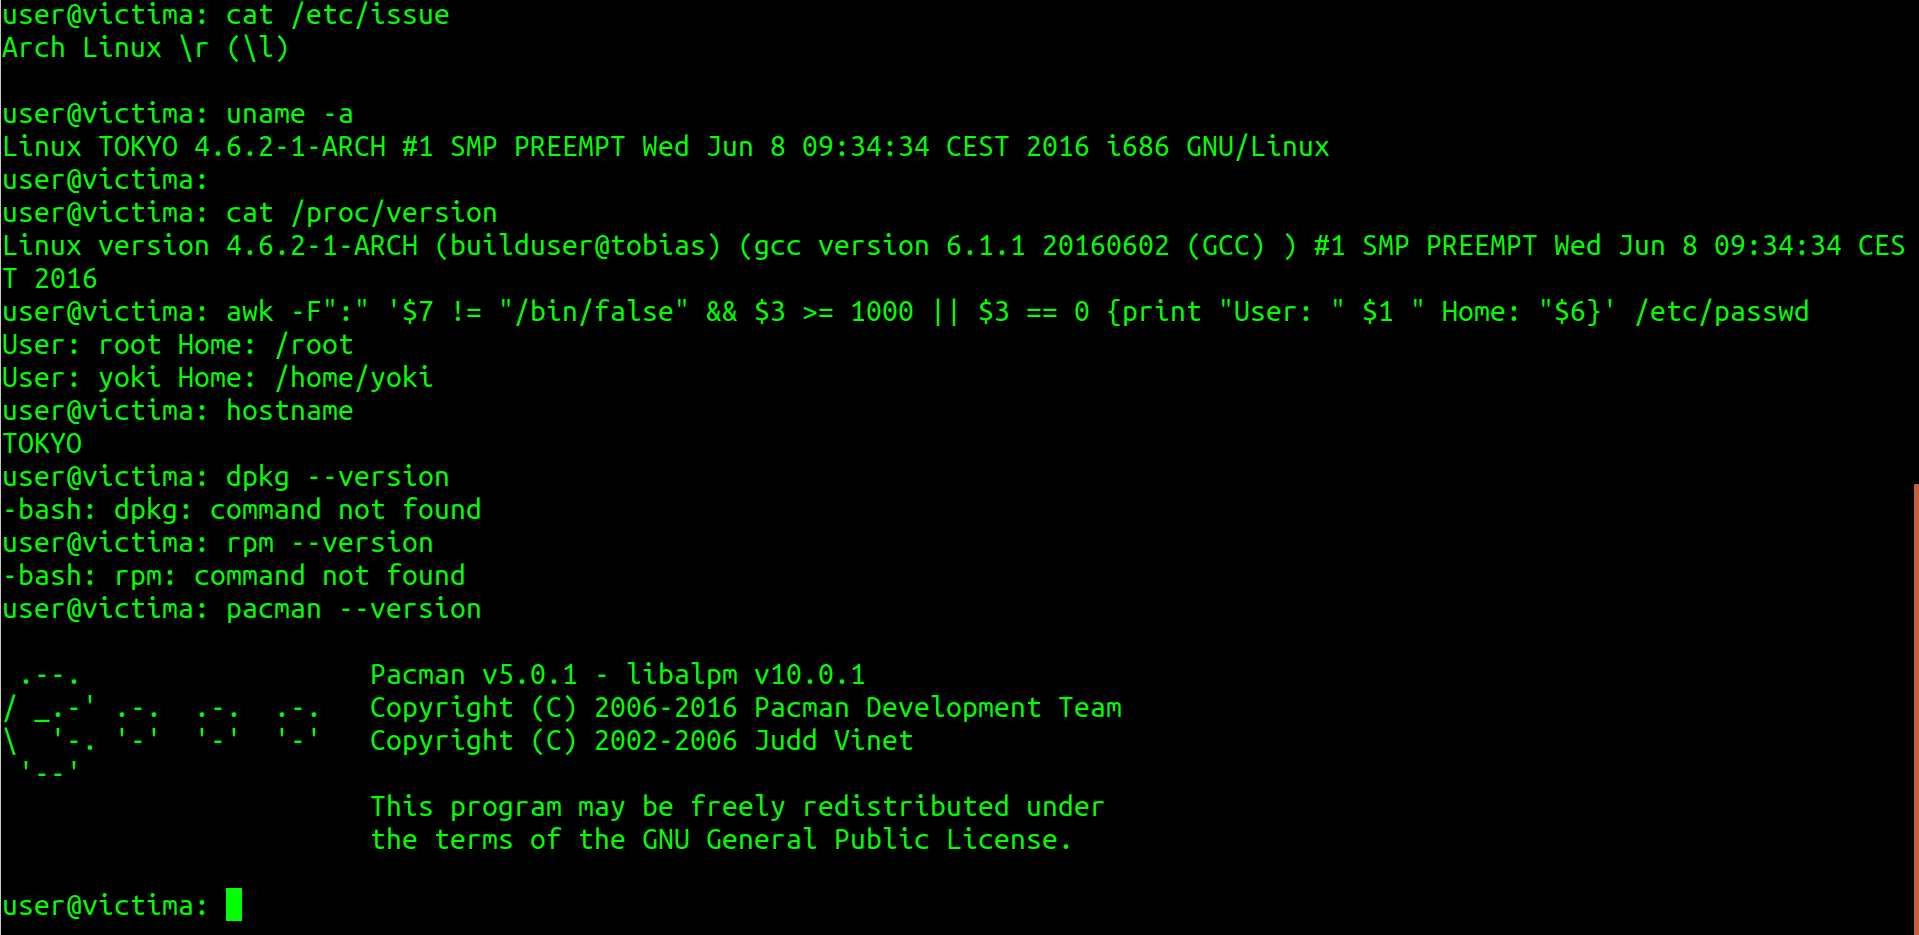 user@victima: cat /etc/issue
Arch Linux \r (\l)
user@victima: uname -a
Linux TOKYO 4.6.2-1-ARCH #1 SMP PREEMPT Wed Jun 8 09:34:34 CEST 2016 i686 GNU/Linux
user@victima:
user@victima: cat /proc/version
Linux version 4.6.2-1-ARCH (builduser@tobias) (gcc version 6.1.1 20160602 (GCC) ) #1 SMP PREEMPT Wed Jun 8 09:34:34 CES
T 2016
user@victima: awk -F":" '$7 != "/bin/false" && $3 >= 1000 || $3 == 0 {print "User: " $1 " Home: "$6}' /etc/passwd
User: root Home: /root
User: yoki Home: /home/yoki
user@victima: hostname
TOKYO
user@victima: dpkg --version
-bash: dpkg: command not found
user@victima: rpm --version
-bash: rpm: command not found
user@victima: pacman --version
 .--.                  Pacman v5.0.1 - libalpm v10.0.1
/ _.-' .-.  .-.  .-.   Copyright (C) 2006-2016 Pacman Development Team
\  '-. '-'  '-'  '-'   Copyright (C) 2002-2006 Judd Vinet
 '--'
                       This program may be freely redistributed under
                       the terms of the GNU General Public License.
user@victima: